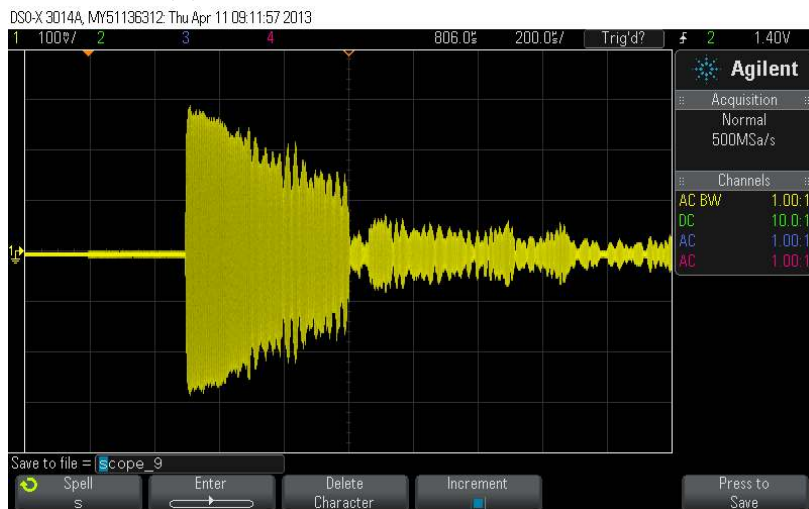 DSO-X 3014A, MY51136312: Thu Apr 11 09:11:57 2013
1 100♉/ 2 3 4 806.0s 200.0s/ Trig'd? 2 1.40V
Agilent
Acquisition
Normal
500MSa/s
Channels
AC BW 1.00:1
DC 10.0:1
AC 1.00:1
AC 1.00:1
1
Save to file = scope_9
Spell Enter Delete Increment Press to
s Character Save